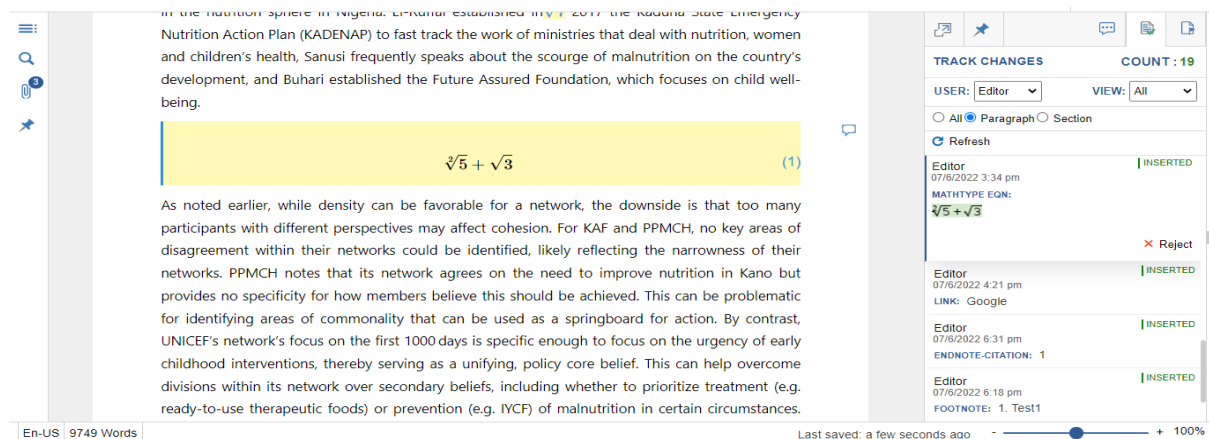 in the nutrition sphere in Nigeria. El-Rufiai established in√1 2017 the Kaduna State Emergency
Nutrition Action Plan (KADENAP) to fast track the work of ministries that deal with nutrition, women
and children's health, Sanusi frequently speaks about the scourge of malnutrition on the country's
development, and Buhari established the Future Assured Foundation, which focuses on child well-
being.
∜5 + √3 (1)
As noted earlier, while density can be favorable for a network, the downside is that too many
participants with different perspectives may affect cohesion. For KAF and PPMCH, no key areas of
disagreement within their networks could be identified, likely reflecting the narrowness of their
networks. PPMCH notes that its network agrees on the need to improve nutrition in Kano but
provides no specificity for how members believe this should be achieved. This can be problematic
for identifying areas of commonality that can be used as a springboard for action. By contrast,
UNICEF's network's focus on the first 1000 days is specific enough to focus on the urgency of early
childhood interventions, thereby serving as a unifying, policy core belief. This can help overcome
divisions within its network over secondary beliefs, including whether to prioritize treatment (e.g.
ready-to-use therapeutic foods) or prevention (e.g. IYCF) of malnutrition in certain circumstances.
3
TRACK CHANGES COUNT : 19
USER: Editor VIEW: All
All Paragraph Section
Refresh
Editor INSERTED
07/6/2022 3:34 pm
MATHTYPE EQN:
²√5 + √3
Reject
Editor INSERTED
07/6/2022 4:21 pm
LINK: Google
Editor INSERTED
07/6/2022 6:31 pm
ENDNOTE-CITATION: 1
Editor INSERTED
07/6/2022 6:18 pm
FOOTNOTE: 1. Test1
En-US 9749 Words Last saved: a few seconds ago - + 100%